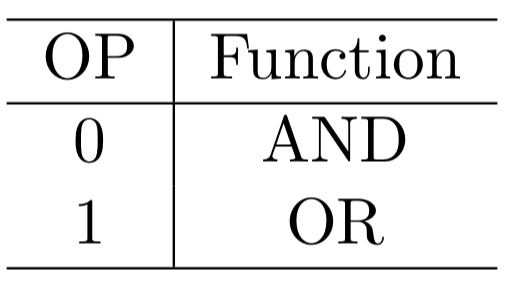 OP Function
0 AND
1 OR